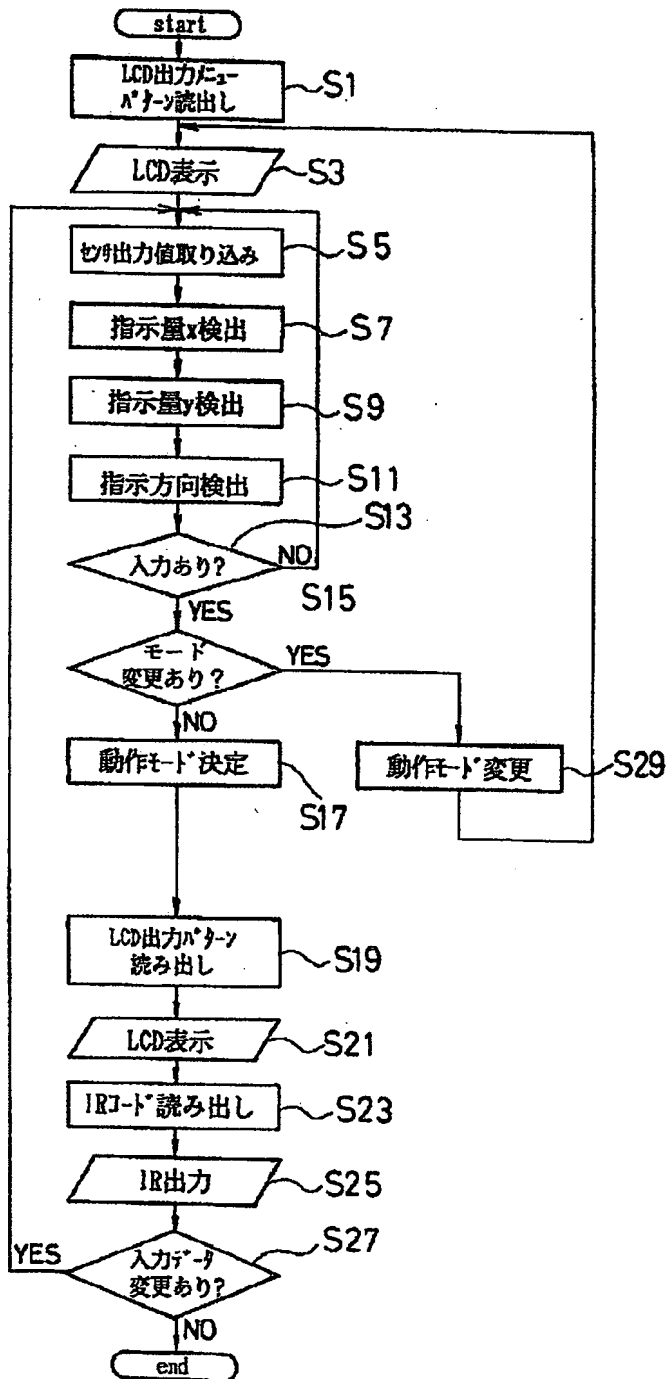 start
LCD出力メニュー
パターン読出し
S1
LCD表示
S3
センサ出力値取り込み
S5
指示量x検出
S7
指示量y検出
S9
指示方向検出
S11
S13
入力あり?
NO
S15
YES
モード
変更あり?
YES
NO
動作モード決定
S17
動作モード変更
S29
LCD出力パターン
読み出し
S19
LCD表示
S21
IRコード読み出し
S23
IR出力
S25
S27
YES
入力データ
変更あり?
NO
end